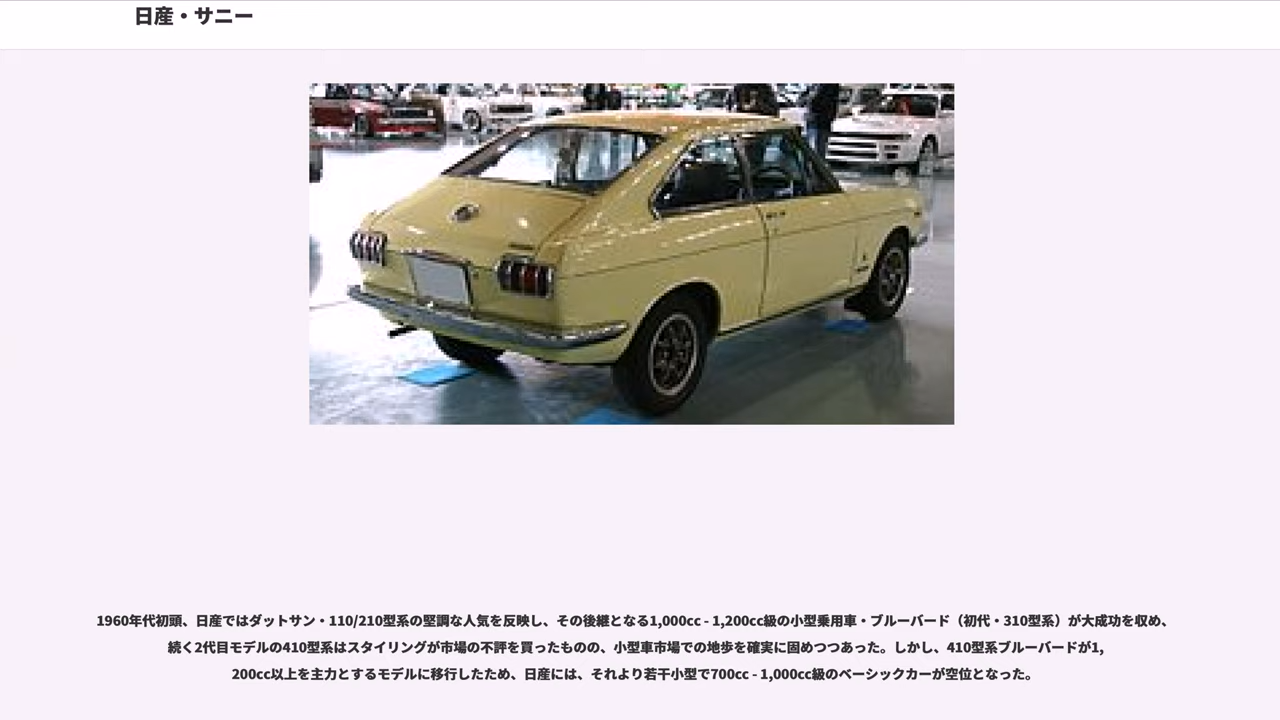 日産・サニー
1960年代初頭、日産ではダットサン・110/210型系の堅調な人気を反映し、その後継となる1,000cc - 1,200cc級の小型乗用車・ブルーバード（初代・310型系）が大成功を収め、
続く2代目モデルの410型系はスタイリングが市場の不評を買ったものの、小型車市場での地歩を確実に固めつつあった。しかし、410型系ブルーバードが1,
200cc以上を主力とするモデルに移行したため、日産には、それより若干小型で700cc - 1,000cc級のベーシックカーが空位となった。